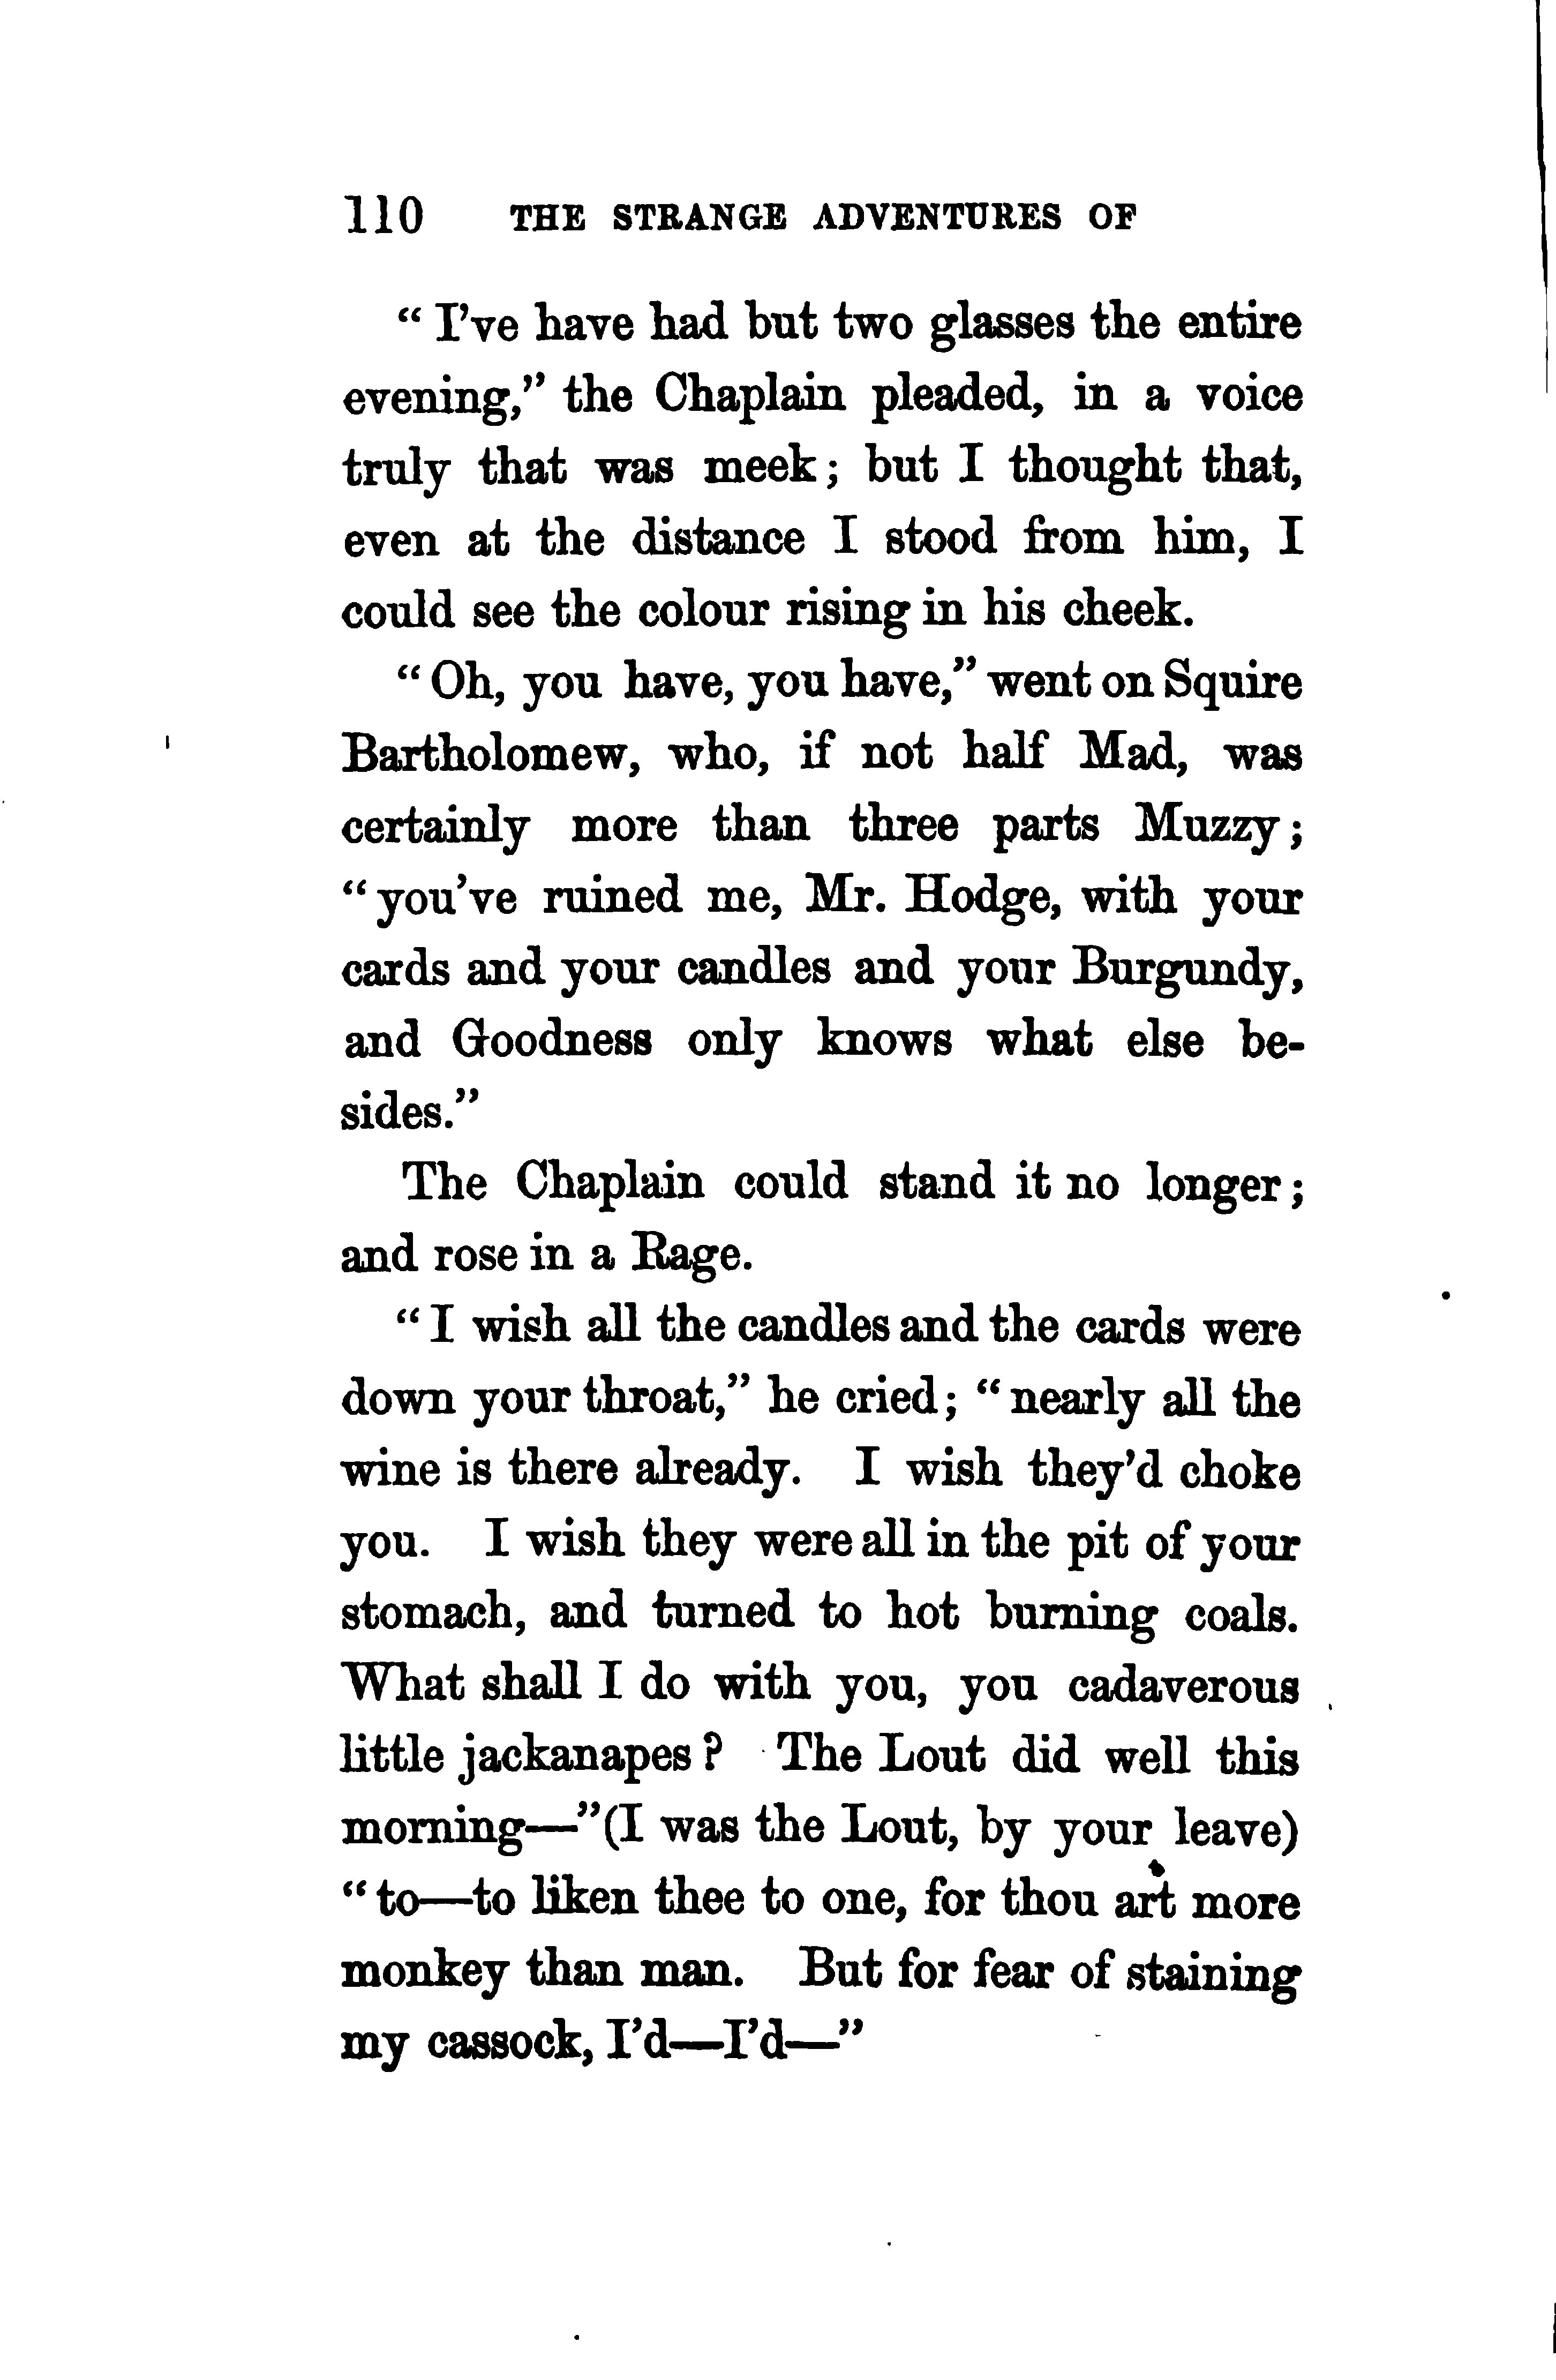 110 THE STRANGE ADVENTURES OF
“ I’ve have had but two glasses the entire
evening,” the Chaplain pleaded, in a voice
truly that was meek; but I thought that,
even at the distance I stood from him, I
could see the colour rising in his cheek.
“ Oh, you have, you have,” went on Squire
Bartholomew, who, if not half Mad, was
certainly more than three parts Muzzy;
“ you’ve ruined me, Mr. Hodge, with your
cards and your candles and your Burgundy,
and Goodness only knows what else be-
sides.”
The Chaplain could stand it no longer;
and rose in a Rage.
“ I wish all the candles and the cards were
down your throat,” he cried; “ nearly all the
wine is there already. I wish they’d choke
you. I wish they were all in the pit of your
stomach, and turned to hot burning coals.
What shall I do with you, you cadaverous
little jackanapes? The Lout did well this
morning—”(I was the Lout, by your leave)
“ to—to liken thee to one, for thou art more
monkey than man. But for fear of staining
my cassock, I’d—I’d—”